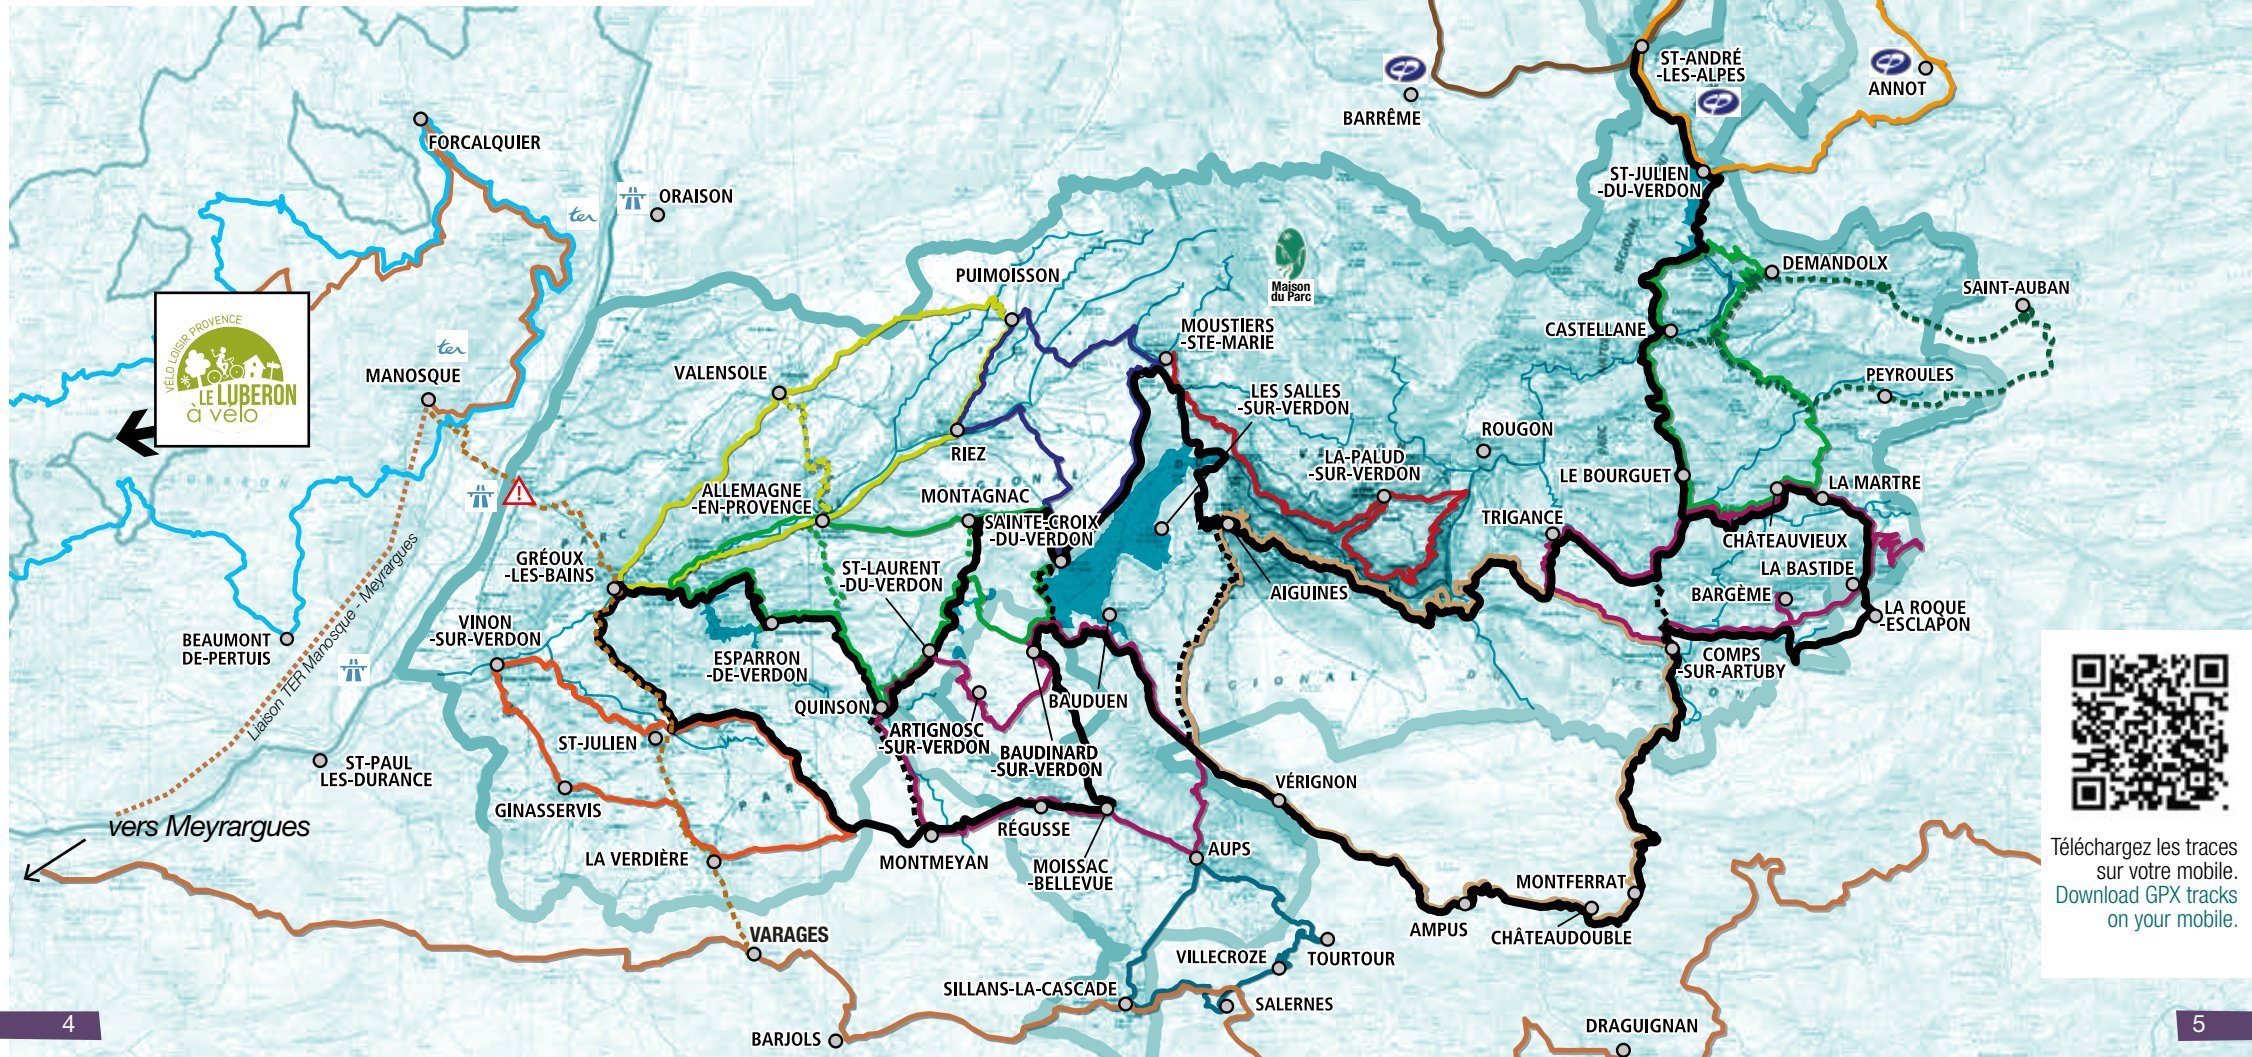 ST-ANDRÉ
-LES-ALPES
ANNOT
BARRÊME
FORCALQUIER
ST-JULIEN
-DU-VERDON
ter
ORAISON
PUIMOISSON
DEMANDOLX
SAINT-AUBAN
Maison
du Parc
MOUSTIERS
-STE-MARIE
CASTELLANE
VÉLO LOISIR PROVENCE
LE LUBERON
à vélo
ter
MANOSQUE
VALENSOLE
PEYROULES
LES SALLES
-SUR-VERDON
ROUGON
RIEZ
LA-PALUD
-SUR-VERDON
LE BOURGUET
LA MARTRE
ALLEMAGNE
-EN-PROVENCE
MONTAGNAC
SAINTE-CROIX
-DU-VERDON
TRIGANCE
CHÂTEAUVIEUX
GRÉOUX
-LES-BAINS
ST-LAURENT
-DU-VERDON
LA BASTIDE
AIGUINES
BARGÈME
LA ROQUE
-ESCLAPON
Liaison TER Manosque - Meyrargues
BEAUMONT
DE-PERTUIS
VINON
-SUR-VERDON
ESPARRON
-DE-VERDON
COMPS
-SUR-ARTUBY
QUINSON
BAUDUEN
ARTIGNOSC
-SUR-VERDON
ST-JULIEN
BAUDINARD
-SUR-VERDON
ST-PAUL
LES-DURANCE
VÉRIGNON
GINASSERVIS
vers Meyrargues
RÉGUSSE
LA VERDIÈRE
MONTMEYAN
MOISSAC
-BELLEVUE
AUPS
Téléchargez les traces
sur votre mobile.
Download GPX tracks
on your mobile.
MONTFERRAT
AMPUS
CHÂTEAUDOUBLE
VARAGES
VILLECROZE
TOURTOUR
SILLANS-LA-CASCADE
SALERNES
BARJOLS
DRAGUIGNAN
4
5